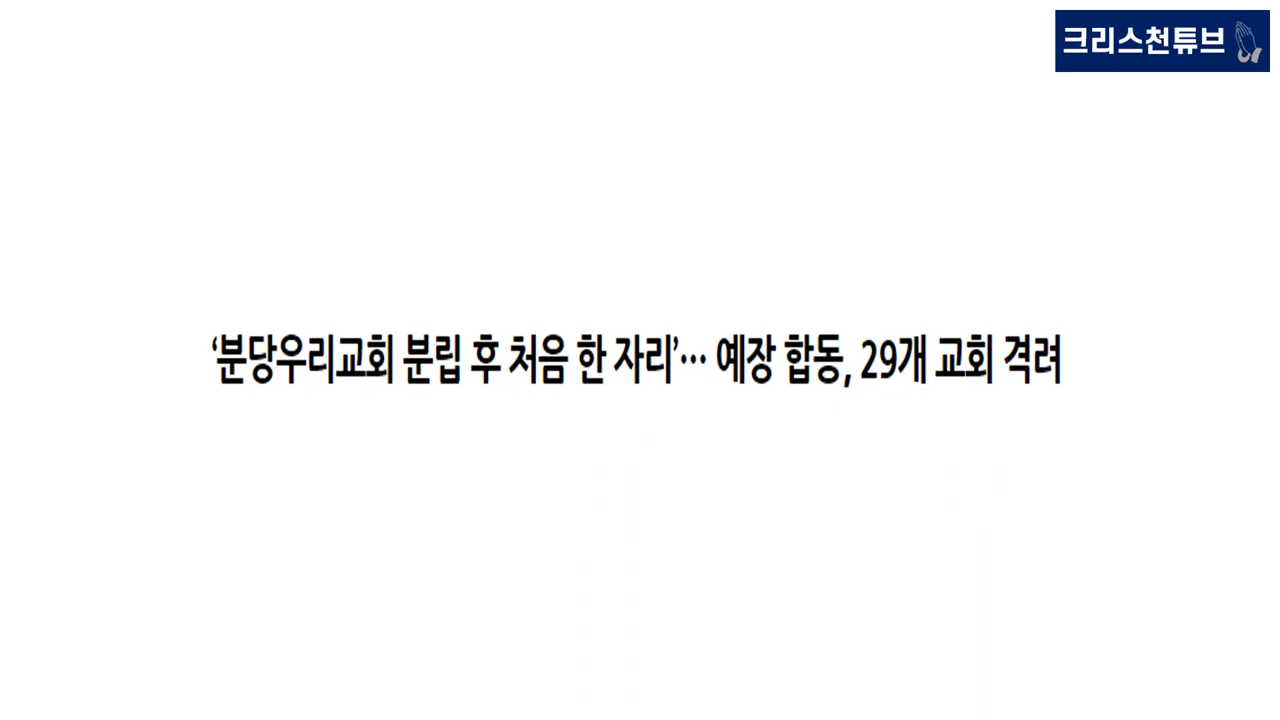 크리스천튜브
‘분당우리교회 분립 후 처음 한 자리’… 예장 합동, 29개 교회 격려